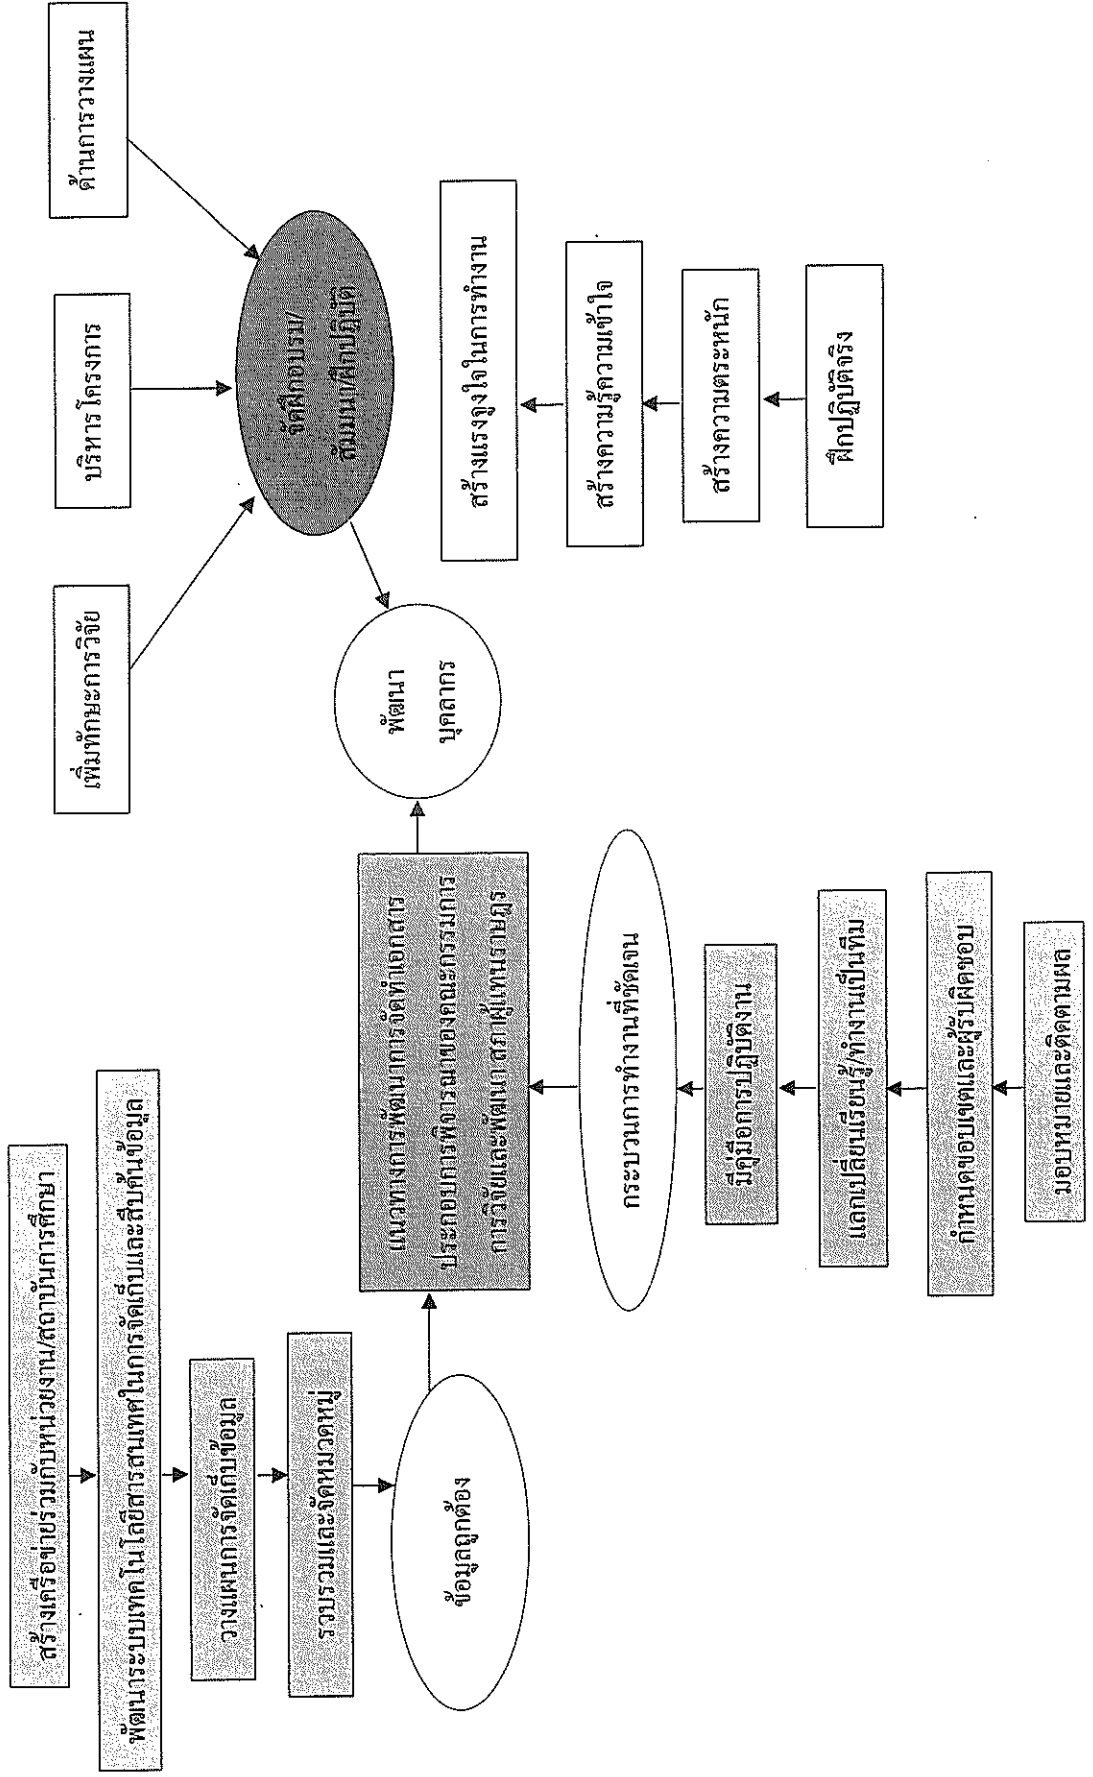 สร้างเครือข่ายร่วมกับหน่วยงาน/สถาบันการศึกษา
พัฒนาระบบเทคโนโลยีสารสนเทศในการจัดเก็บและสืบค้นข้อมูล
วางแผนการจัดเก็บข้อมูล
รวบรวมและจัดหมวดหมู่
ข้อมูลถูกต้อง
แนวทางการพัฒนาการจัดทำเอกสาร
ประกอบการพิจารณาของคณะกรรมการ
การวิจัยและพัฒนา สภาผู้แทนราษฎร
กระบวนการทำงานที่ชัดเจน
มีคู่มือการปฏิบัติงาน
แลกเปลี่ยนเรียนรู้/ทำงานเป็นทีม
กำหนดขอบเขตและผู้รับผิดชอบ
มอบหมายและติดตามผล
เพิ่มทักษะการวิจัย
บริหารโครงการ
ด้านการวางแผน
จัดฝึกอบรม/
สัมมนา/ฝึกปฏิบัติ
พัฒนา
บุคลากร
สร้างแรงจูงใจในการทำงาน
สร้างความรู้ความเข้าใจ
สร้างความตระหนัก
ฝึกปฏิบัติจริง